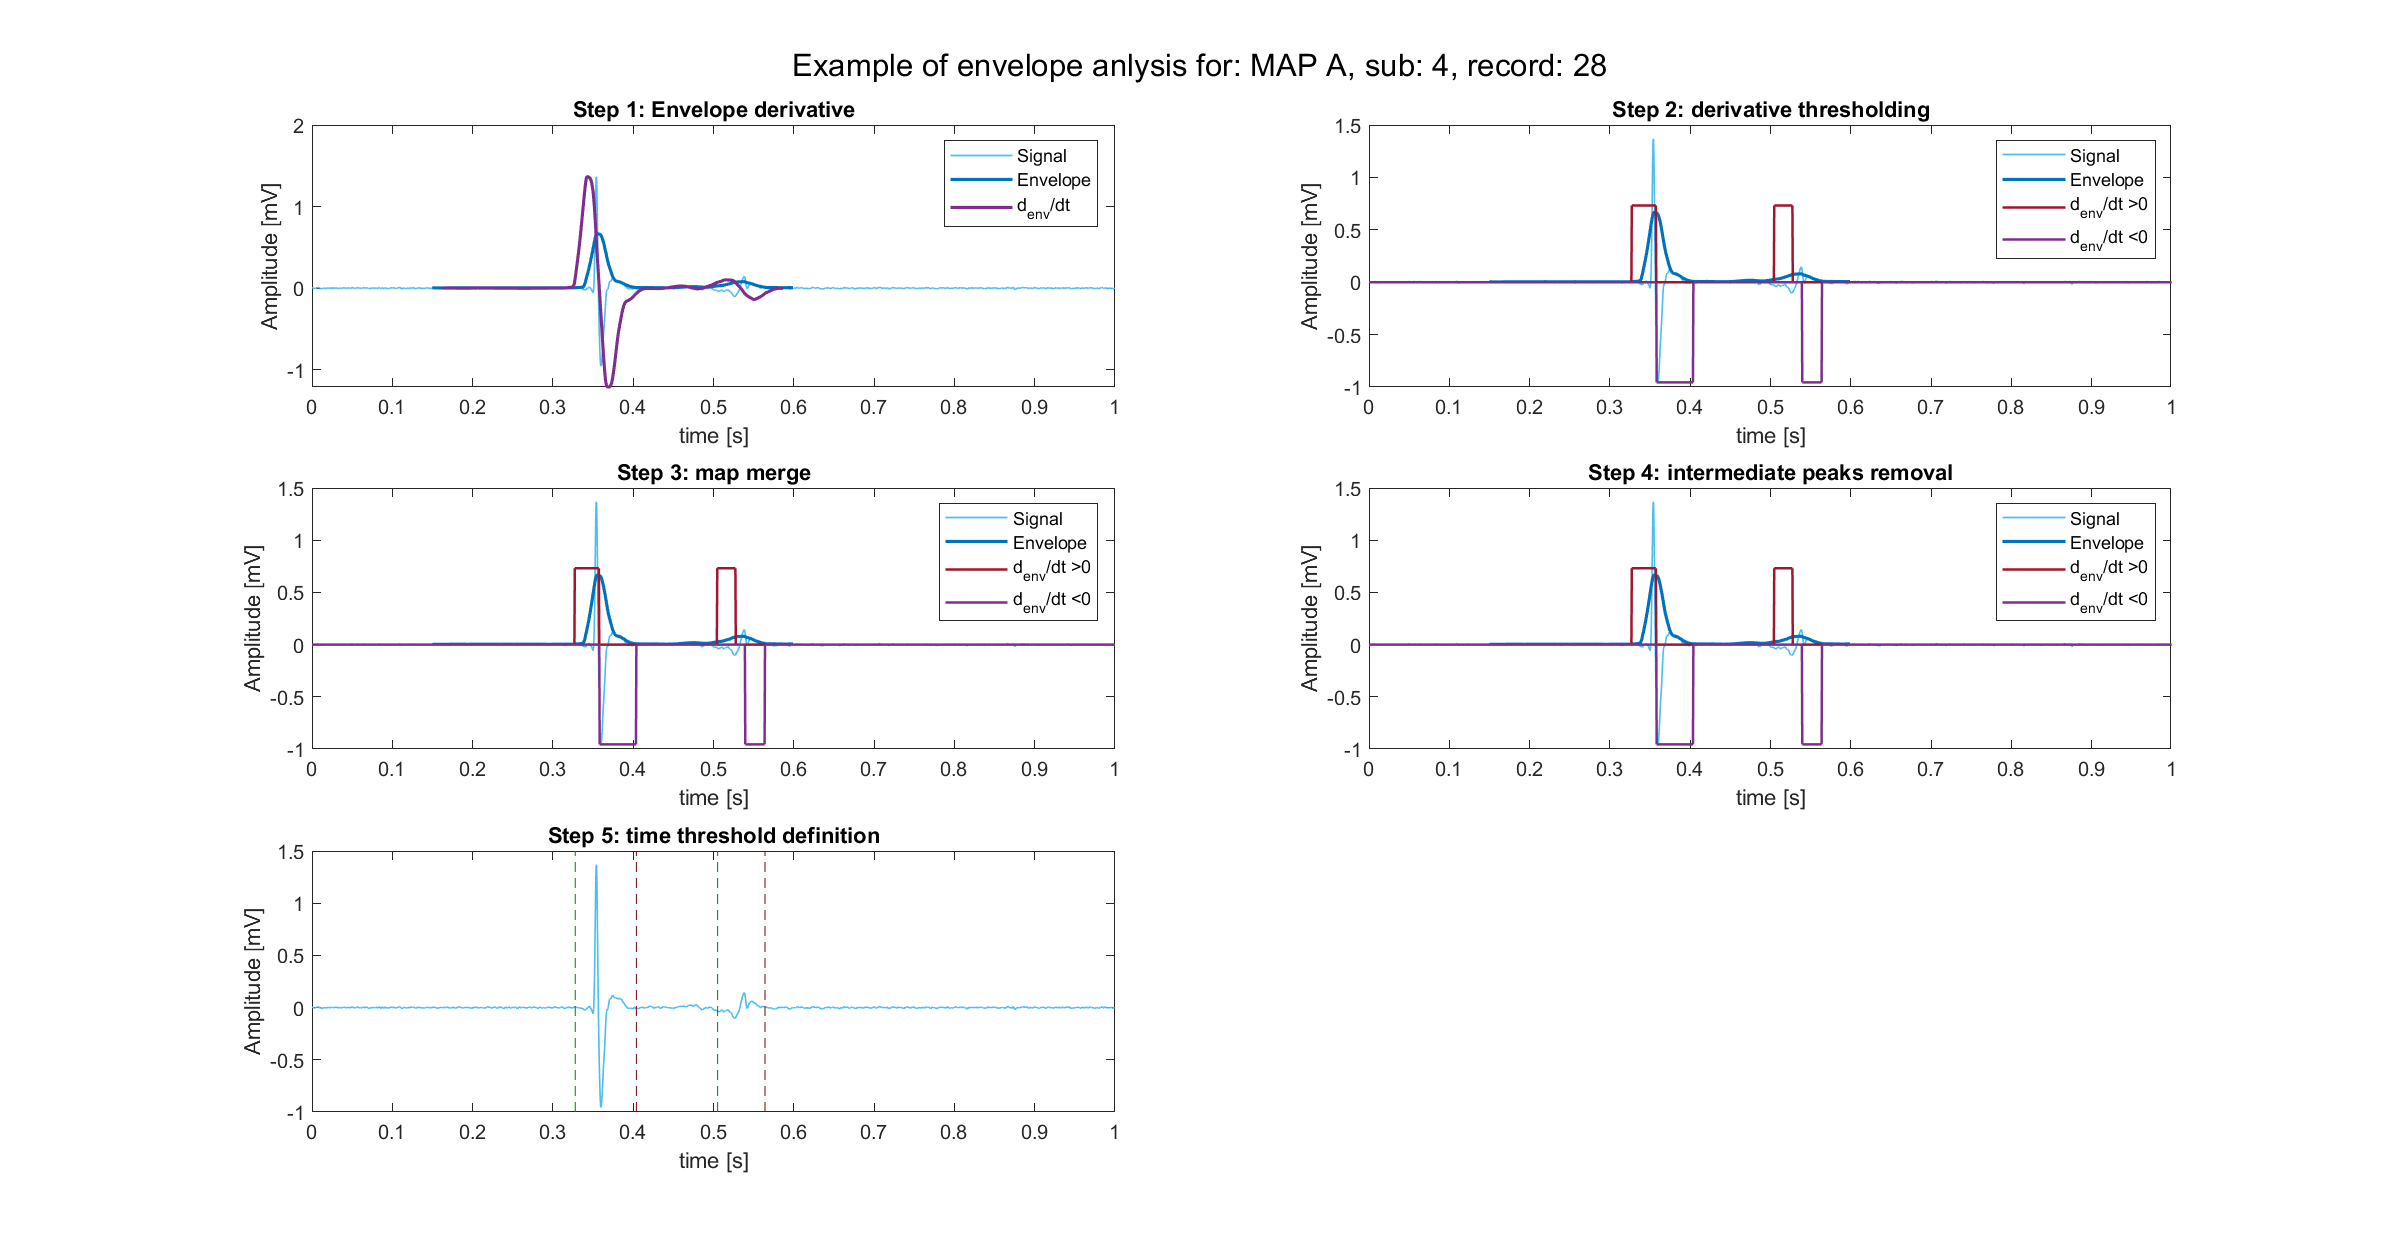 Example of envelope anlysis for: MAP A, sub: 4, record: 28
Step 1: Envelope derivative
2
1
0
-1
Amplitude [mV]
0 0.1 0.2 0.3 0.4 0.5 0.6 0.7 0.8 0.9 1
time [s]
Signal
Envelope
d_env/dt
Step 2: derivative thresholding
1.5
1
0.5
0
-0.5
-1
Amplitude [mV]
0 0.1 0.2 0.3 0.4 0.5 0.6 0.7 0.8 0.9 1
time [s]
Signal
Envelope
d_env/dt >0
d_env/dt <0
Step 3: map merge
1.5
1
0.5
0
-0.5
-1
Amplitude [mV]
0 0.1 0.2 0.3 0.4 0.5 0.6 0.7 0.8 0.9 1
time [s]
Signal
Envelope
d_env/dt >0
d_env/dt <0
Step 4: intermediate peaks removal
1.5
1
0.5
0
-0.5
-1
Amplitude [mV]
0 0.1 0.2 0.3 0.4 0.5 0.6 0.7 0.8 0.9 1
time [s]
Signal
Envelope
d_env/dt >0
d_env/dt <0
Step 5: time threshold definition
1.5
1
0.5
0
-0.5
-1
Amplitude [mV]
0 0.1 0.2 0.3 0.4 0.5 0.6 0.7 0.8 0.9 1
time [s]